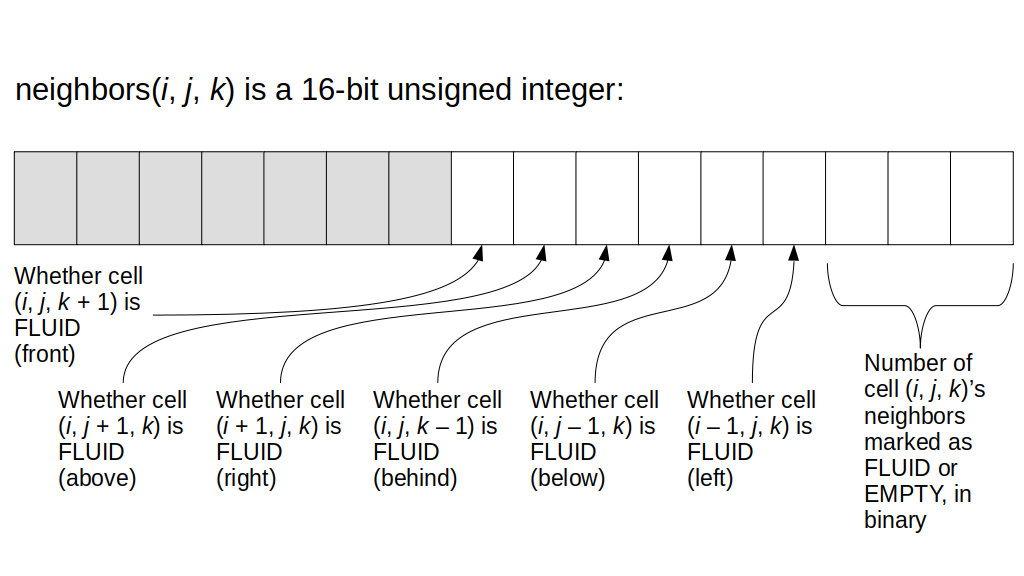 neighbors(i, j, k) is a 16-bit unsigned integer:
Whether cell
(i, j, k + 1) is
FLUID
(front)
Whether cell
(i, j + 1, k) is
FLUID
(above)
Whether cell
(i + 1, j, k) is
FLUID
(right)
Whether cell
(i, j, k – 1) is
FLUID
(behind)
Whether cell
(i, j – 1, k) is
FLUID
(below)
Whether cell
(i – 1, j, k) is
FLUID
(left)
Number of
cell (i, j, k)’s
neighbors
marked as
FLUID or
EMPTY, in
binary